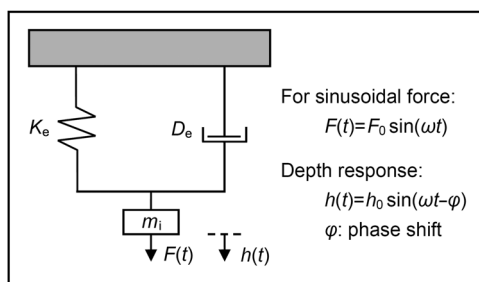 For sinusoidal force:
F(t)=F₀ sin(ωt)
Kₑ
Dₑ
Depth response:
h(t)=h₀ sin(ωt–φ)
φ: phase shift
mᵢ
F(t)
h(t)